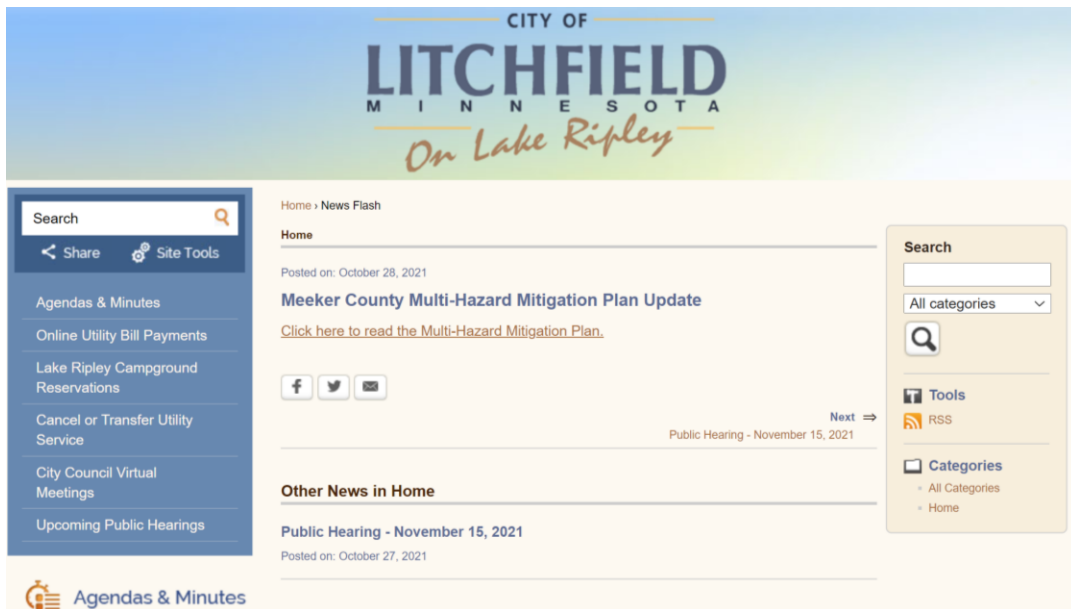 CITY OF
LITCHFIELD
MINNESOTA
On Lake Ripley
Search
Share
Site Tools
Agendas & Minutes
Online Utility Bill Payments
Lake Ripley Campground
Reservations
Cancel or Transfer Utility
Service
City Council Virtual
Meetings
Upcoming Public Hearings
Agendas & Minutes
Home › News Flash
Home
Posted on: October 28, 2021
Meeker County Multi-Hazard Mitigation Plan Update
Click here to read the Multi-Hazard Mitigation Plan.
Next ⇒
Public Hearing - November 15, 2021
Other News in Home
Public Hearing - November 15, 2021
Posted on: October 27, 2021
Search
All categories
Tools
RSS
Categories
All Categories
Home